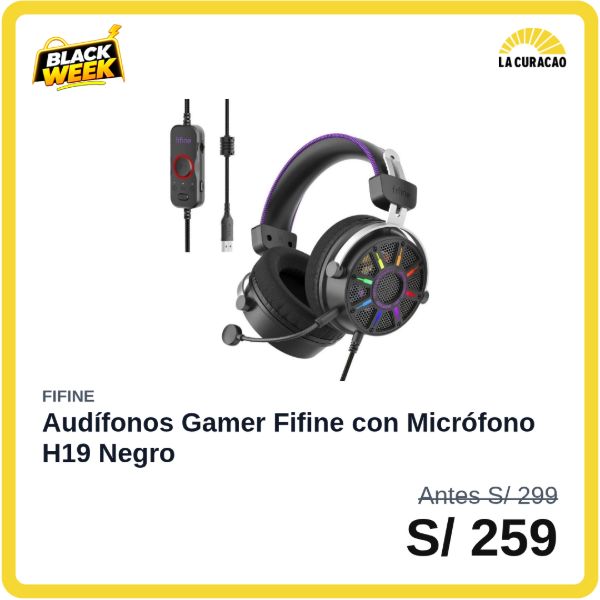 BLACK
WEEK
LA CURACAO
fifine
fifine
FIFINE
Audífonos Gamer Fifine con Micrófono
H19 Negro
Antes S/ 299
S/ 259